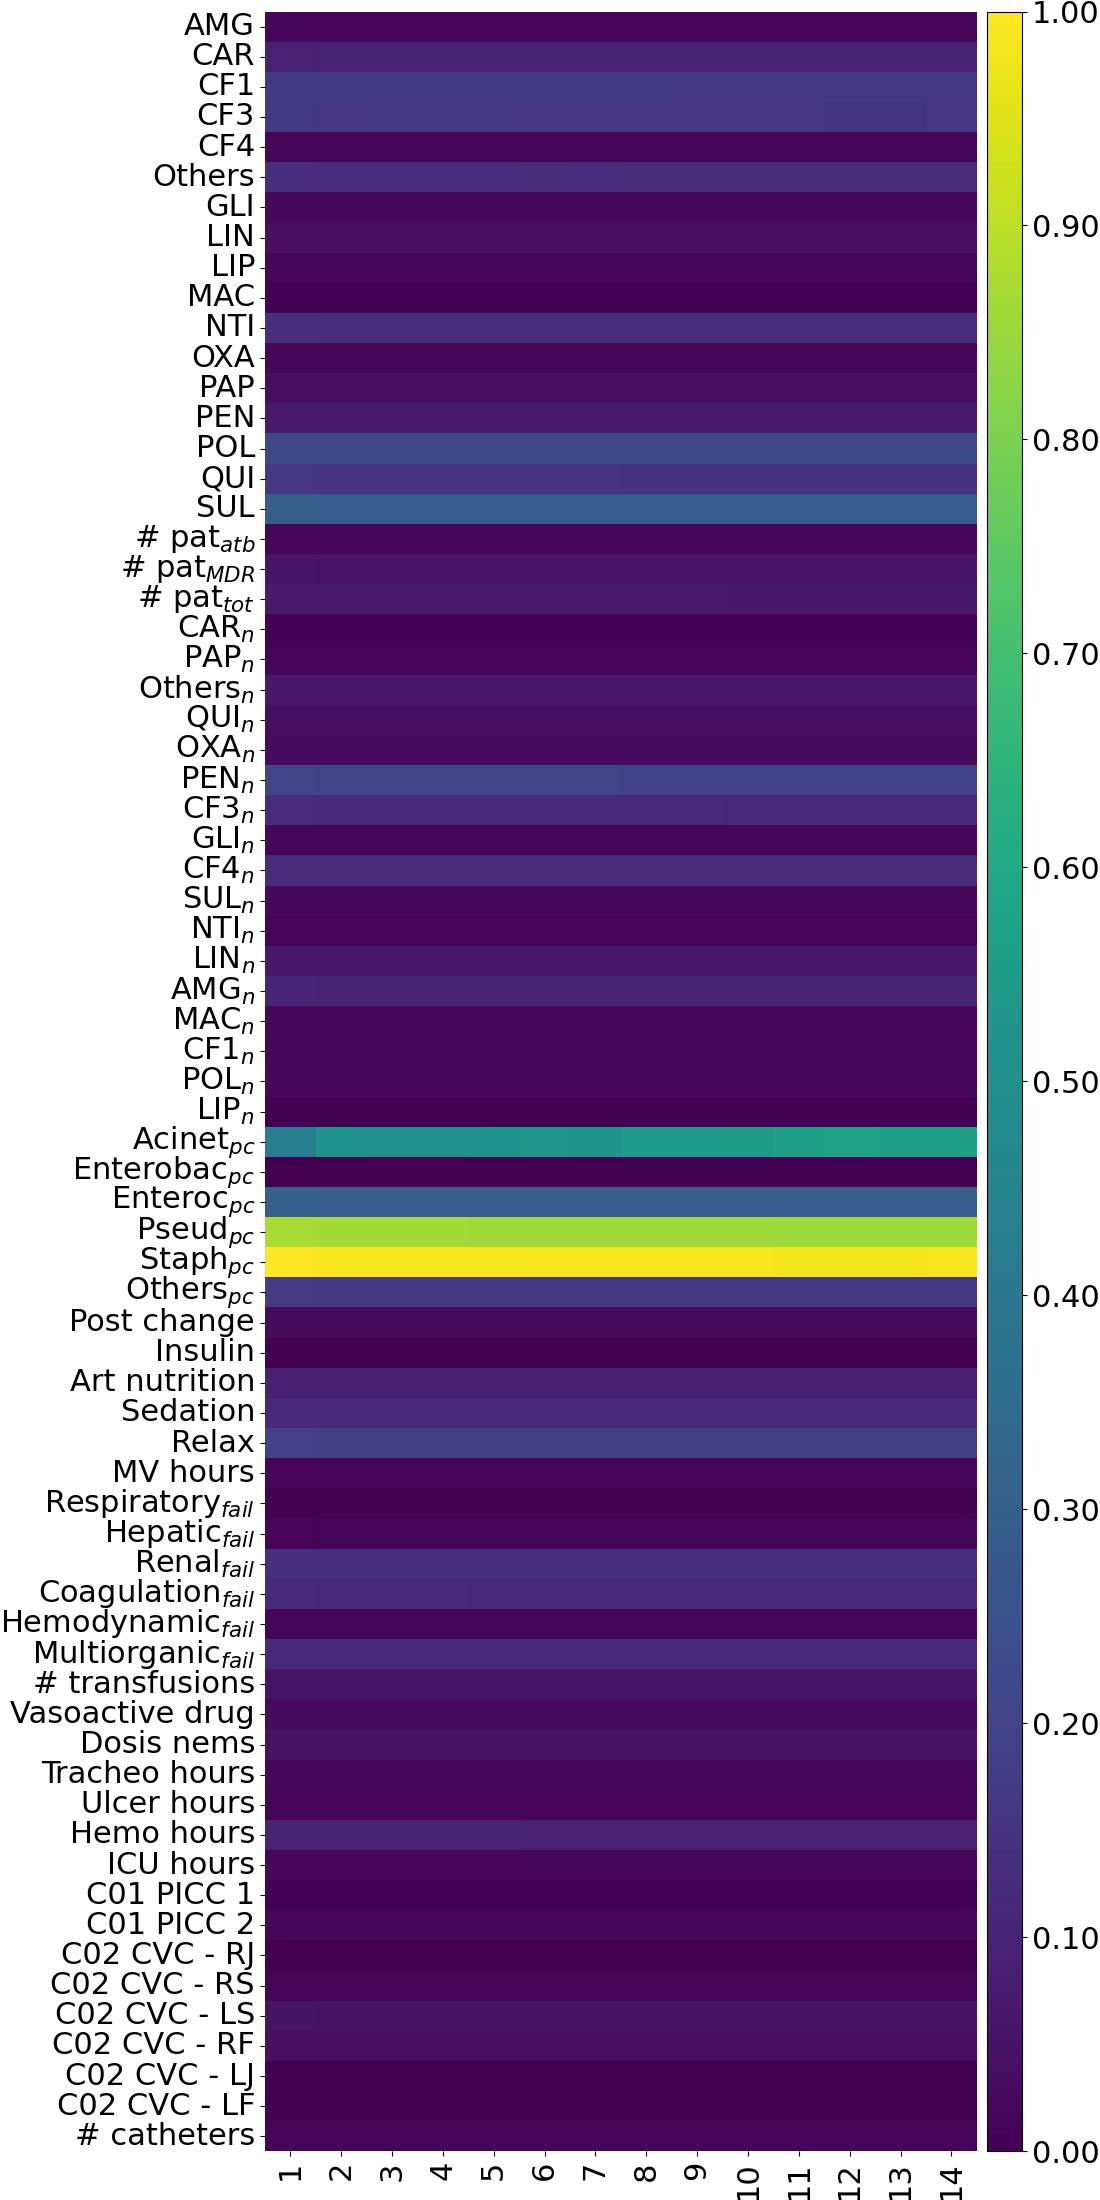 AMG
CAR
CF1
CF3
CF4
Others
GLI
LIN
LIP
MAC
NTI
OXA
PAP
PEN
POL
QUI
SUL
# pat_atb
# pat_MDR
# pat_tot
CAR_n
PAP_n
Others_n
QUI_n
OXA_n
PEN_n
CF3_n
GLI_n
CF4_n
SUL_n
NTI_n
LIN_n
AMG_n
MAC_n
CF1_n
POL_n
LIP_n
Acinet_pc
Enterobac_pc
Enteroc_pc
Pseud_pc
Staph_pc
Others_pc
Post change
Insulin
Art nutrition
Sedation
Relax
MV hours
Respiratory_fail
Hepatic_fail
Renal_fail
Coagulation_fail
Hemodynamic_fail
Multiorganic_fail
# transfusions
Vasoactive drug
Dosis nems
Tracheo hours
Ulcer hours
Hemo hours
ICU hours
C01 PICC 1
C01 PICC 2
C02 CVC - RJ
C02 CVC - RS
C02 CVC - LS
C02 CVC - RF
C02 CVC - LJ
C02 CVC - LF
# catheters
1 2 3 4 5 6 7 8 9 10 11 12 13 14
1.00
0.90
0.80
0.70
0.60
0.50
0.40
0.30
0.20
0.10
0.00